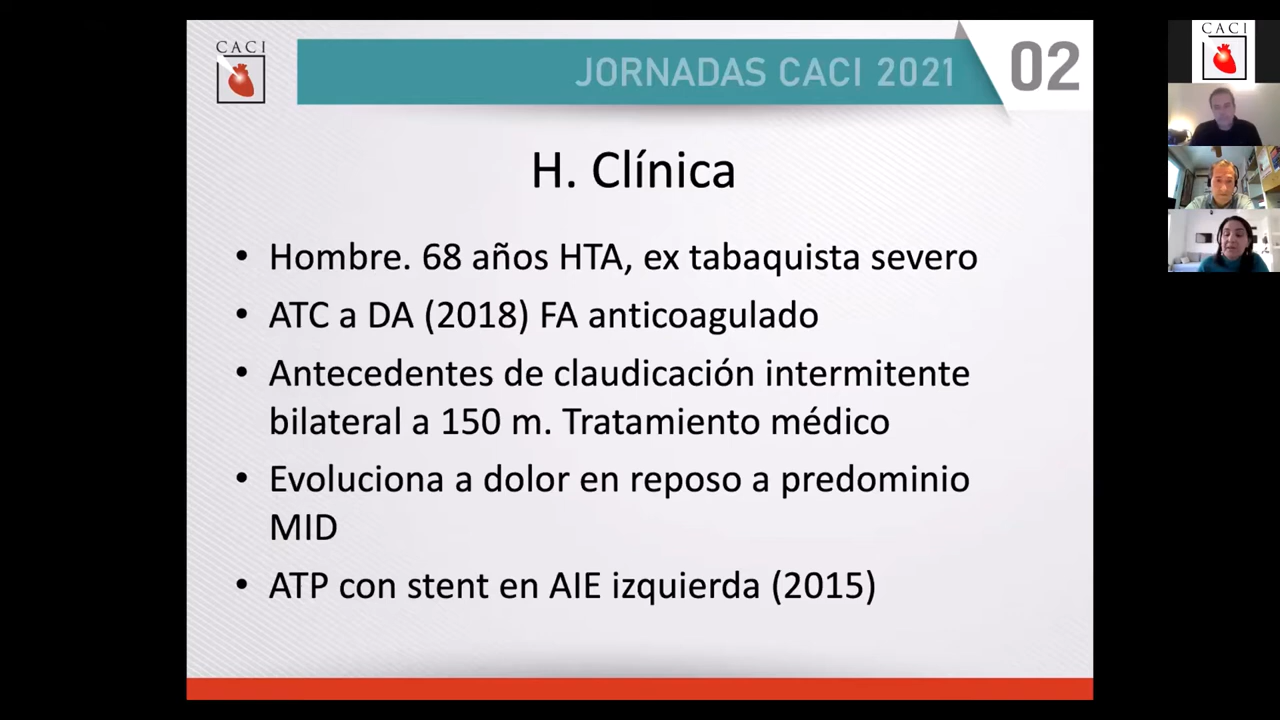 CACI
JORNADAS CACI 2021
02
CACI
H. Clínica
• Hombre. 68 años HTA, ex tabaquista severo
• ATC a DA (2018) FA anticoagulado
• Antecedentes de claudicación intermitente
bilateral a 150 m. Tratamiento médico
• Evoluciona a dolor en reposo a predominio
MID
• ATP con stent en AIE izquierda (2015)